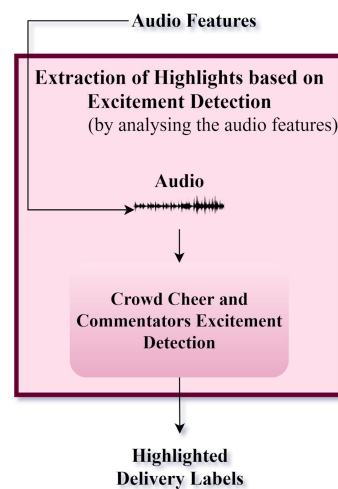 Audio Features
Extraction of Highlights based on
Excitement Detection
(by analysing the audio features)
Audio
Crowd Cheer and
Commentators Excitement
Detection
Highlighted
Delivery Labels